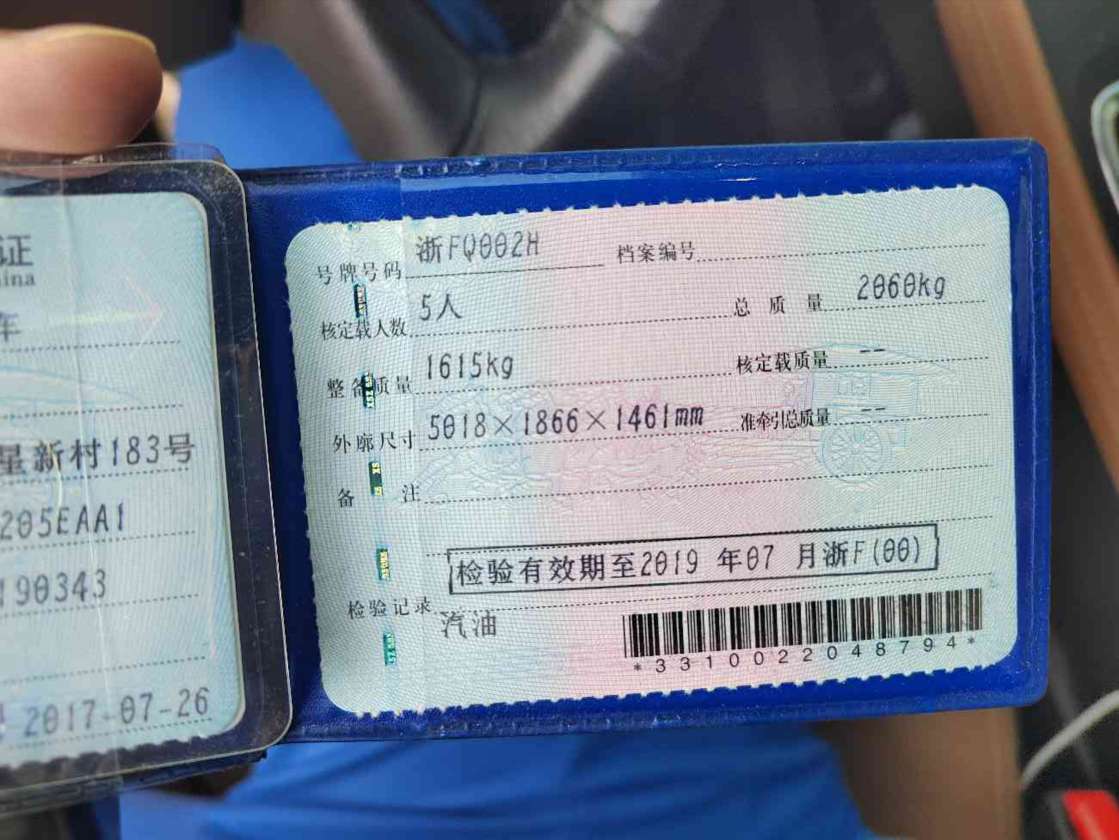 证
ina
车
星新村183号
205EAA1
190343
2017-07-26
号牌号码 浙FQ002H 档案编号
核定载人数 5人 总质量 2060kg
整备质量 1615kg 核定载质量 --
外廓尺寸 5018×1866×1461mm 准牵引总质量 --
备注
检验有效期至2019 年07 月浙F(00)
检验记录
汽油
*3310022048794*